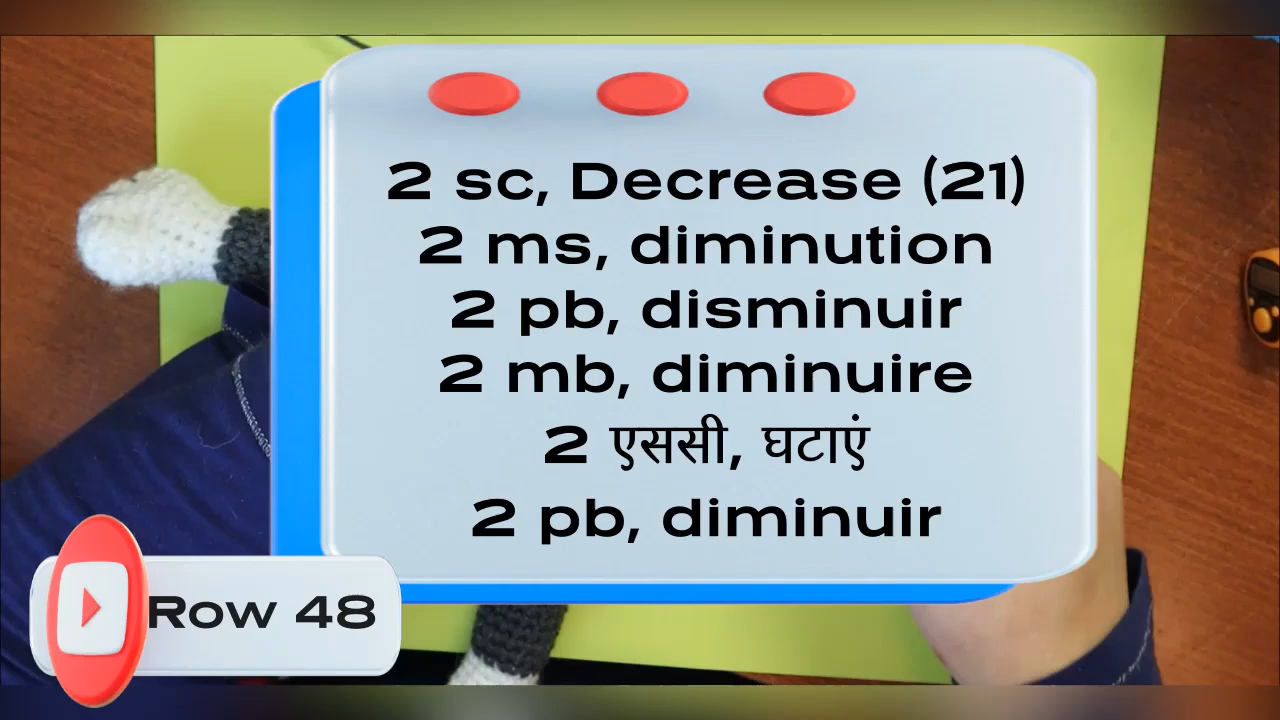 2 sc, Decrease (21)
2 ms, diminution
2 pb, disminuir
2 mb, diminuire
2 एससी, घटाएं
2 pb, diminuir
Row 48